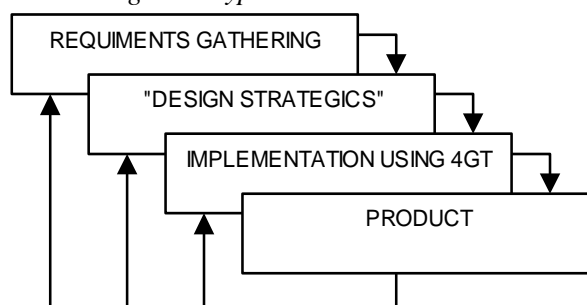 REQUIMENTS GATHERING
"DESIGN STRATEGICS"
IMPLEMENTATION USING 4GT
PRODUCT